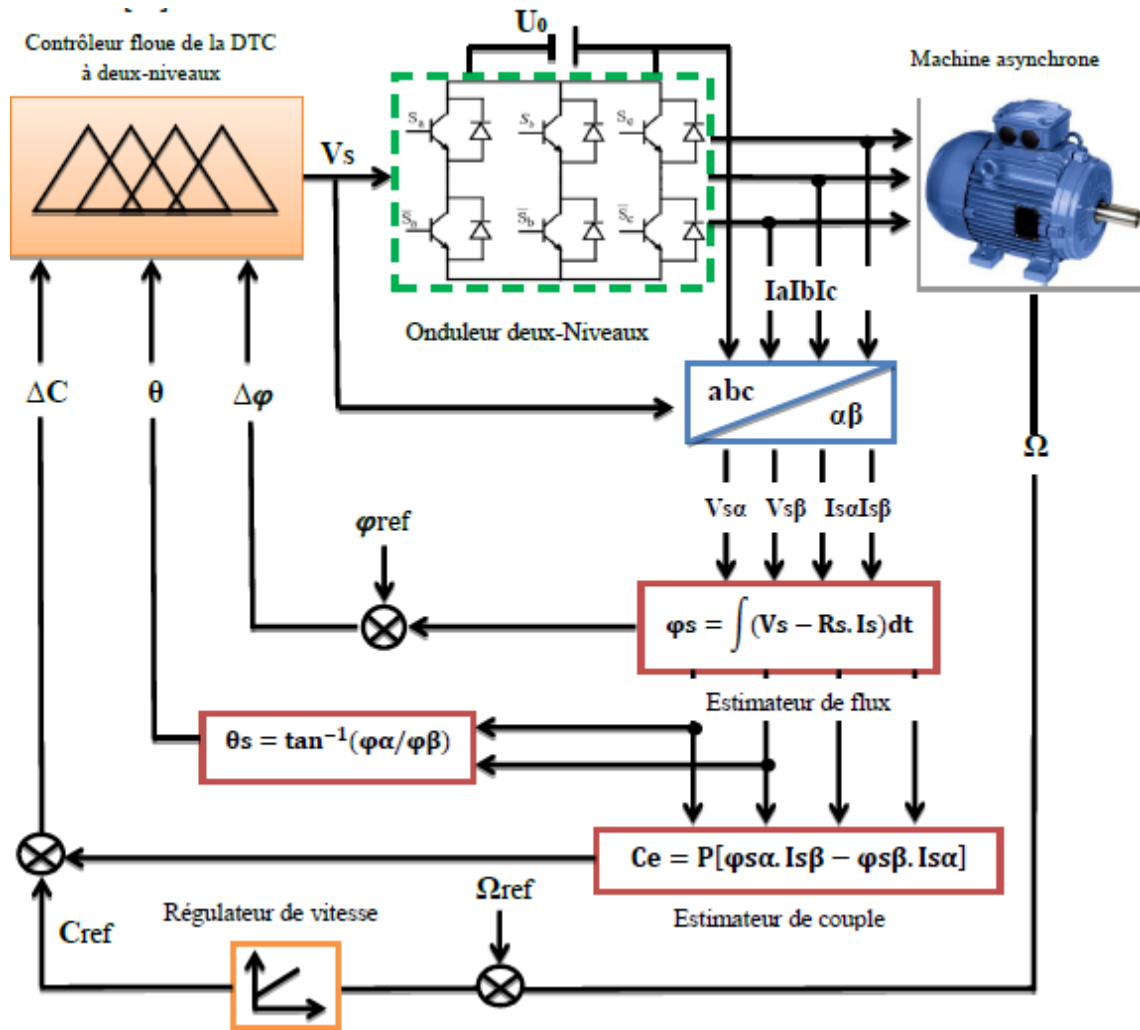 U0
Contrôleur floue de la DTC
à deux-niveaux
Machine asynchrone
Vs
Sa
Sb
Sc
S̅a
S̅b
S̅c
IaIbIc
Onduleur deux-Niveaux
abc
αβ
ΔC
θ
Δφ
Ω
Vsα Vsβ IsαIsβ
φref
φs = ∫(Vs − Rs. Is)dt
Estimateur de flux
θs = tan⁻¹(φα/φβ)
Ce = P[φsα. Isβ − φsβ. Isα]
Estimateur de couple
Ωref
Régulateur de vitesse
Cref